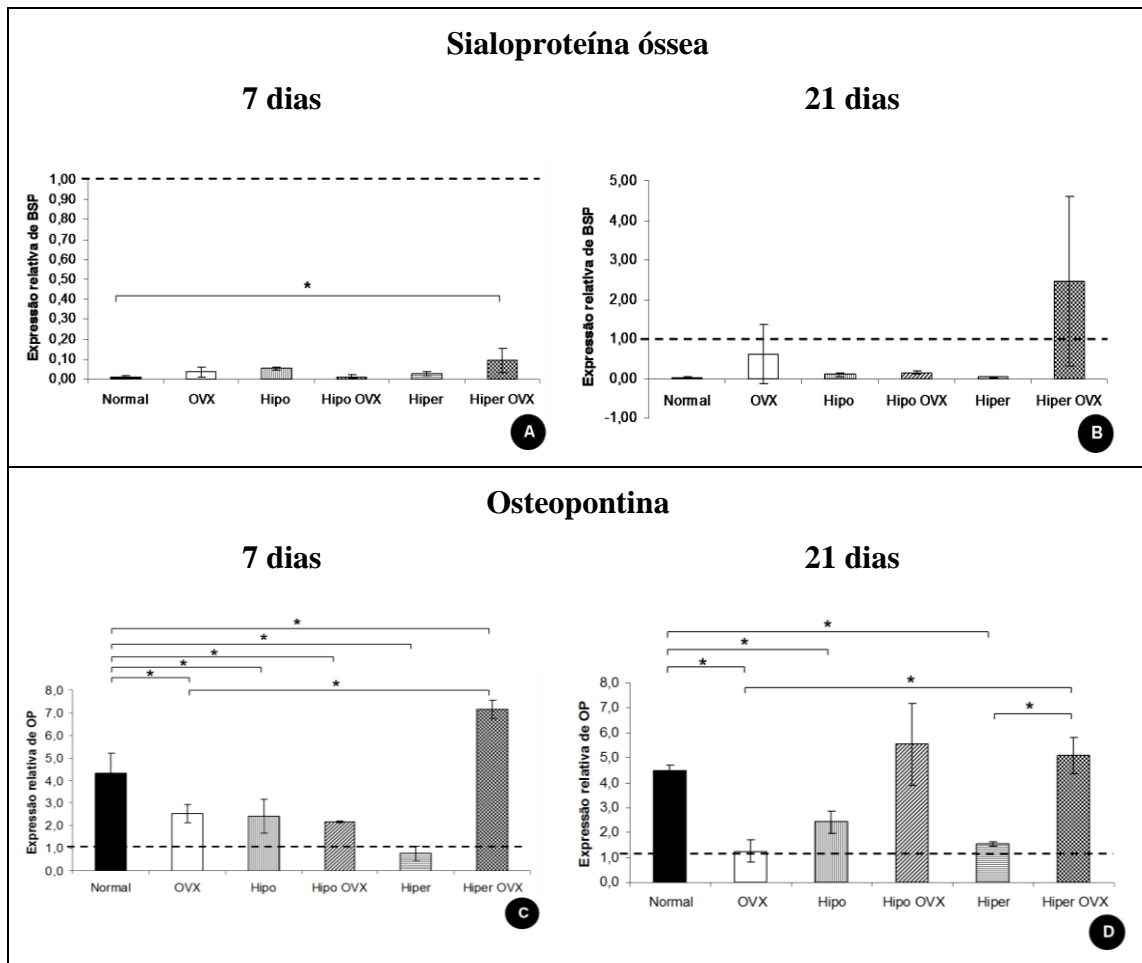 Sialoproteína óssea
7 dias
21 dias
Expressão relativa de BSP
1,00
0,90
0,80
0,70
0,60
0,50
0,40
0,30
0,20
0,10
0,00
*
Normal OVX Hipo Hipo OVX Hiper Hiper OVX
A
Expressão relativa de BSP
5,00
4,00
3,00
2,00
1,00
0,00
-1,00
Normal OVX Hipo Hipo OVX Hiper Hiper OVX
B
Osteopontina
7 dias
21 dias
*
*
*
*
*
*
Expressão relativa de OP
8,0
7,0
6,0
5,0
4,0
3,0
2,0
1,0
0,0
Normal OVX Hipo Hipo OVX Hiper Hiper OVX
C
*
*
*
*
*
Expressão relativa de OP
8,0
7,0
6,0
5,0
4,0
3,0
2,0
1,0
0,0
Normal OVX Hipo Hipo OVX Hiper Hiper OVX
D